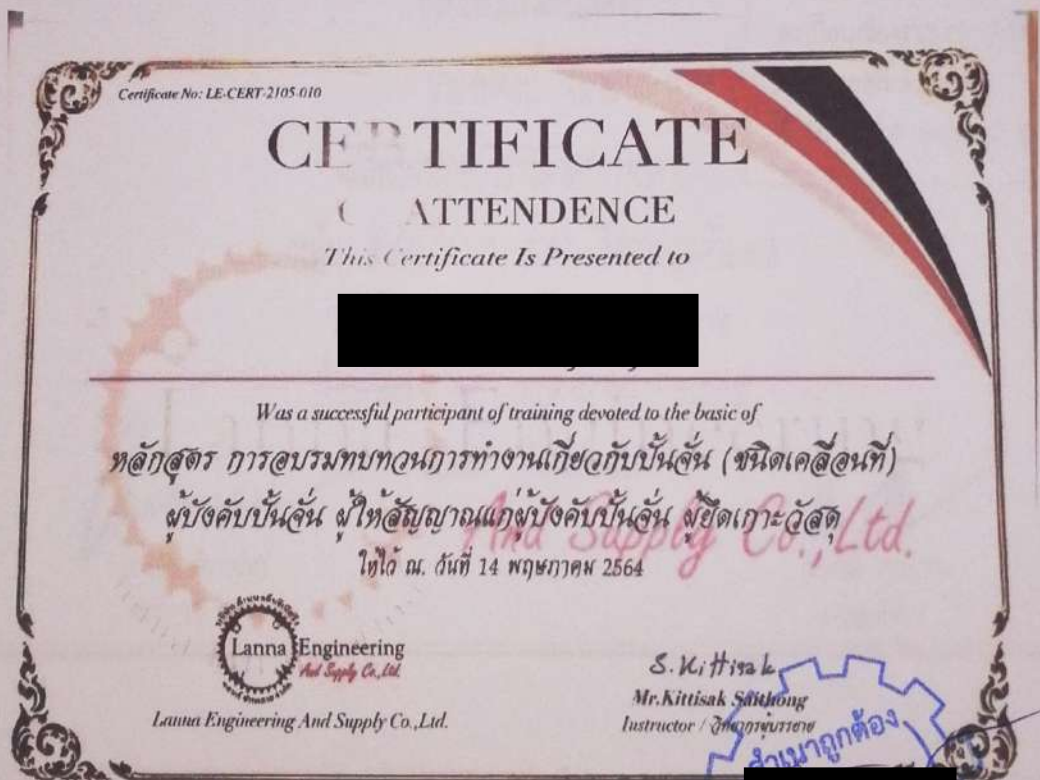 Certificate No: LE-CERT-2105-010
CERTIFICATE
ATTENDENCE
This Certificate Is Presented to
Was a successful participant of training devoted to the basic of
หลักสูตร การอบรมทบทวนการทำงานเกี่ยวกับปั้นจั่น (ชนิดเคลื่อนที่)
ผู้บังคับปั้นจั่น ผู้ให้สัญญาณแก่ผู้บังคับปั้นจั่น ผู้ยึดเกาะวัสดุ
And Supply Co.,Ltd.
ให้ไว้ ณ. วันที่ 14 พฤษภาคม 2564
Lanna Engineering
And Supply Co.,Ltd.
Lanna Engineering And Supply Co.,Ltd.
S. Kittisak
Mr.Kittisak Saithong
Instructor / วิทยากรผู้บรรยาย
สำเนาถูกต้อง